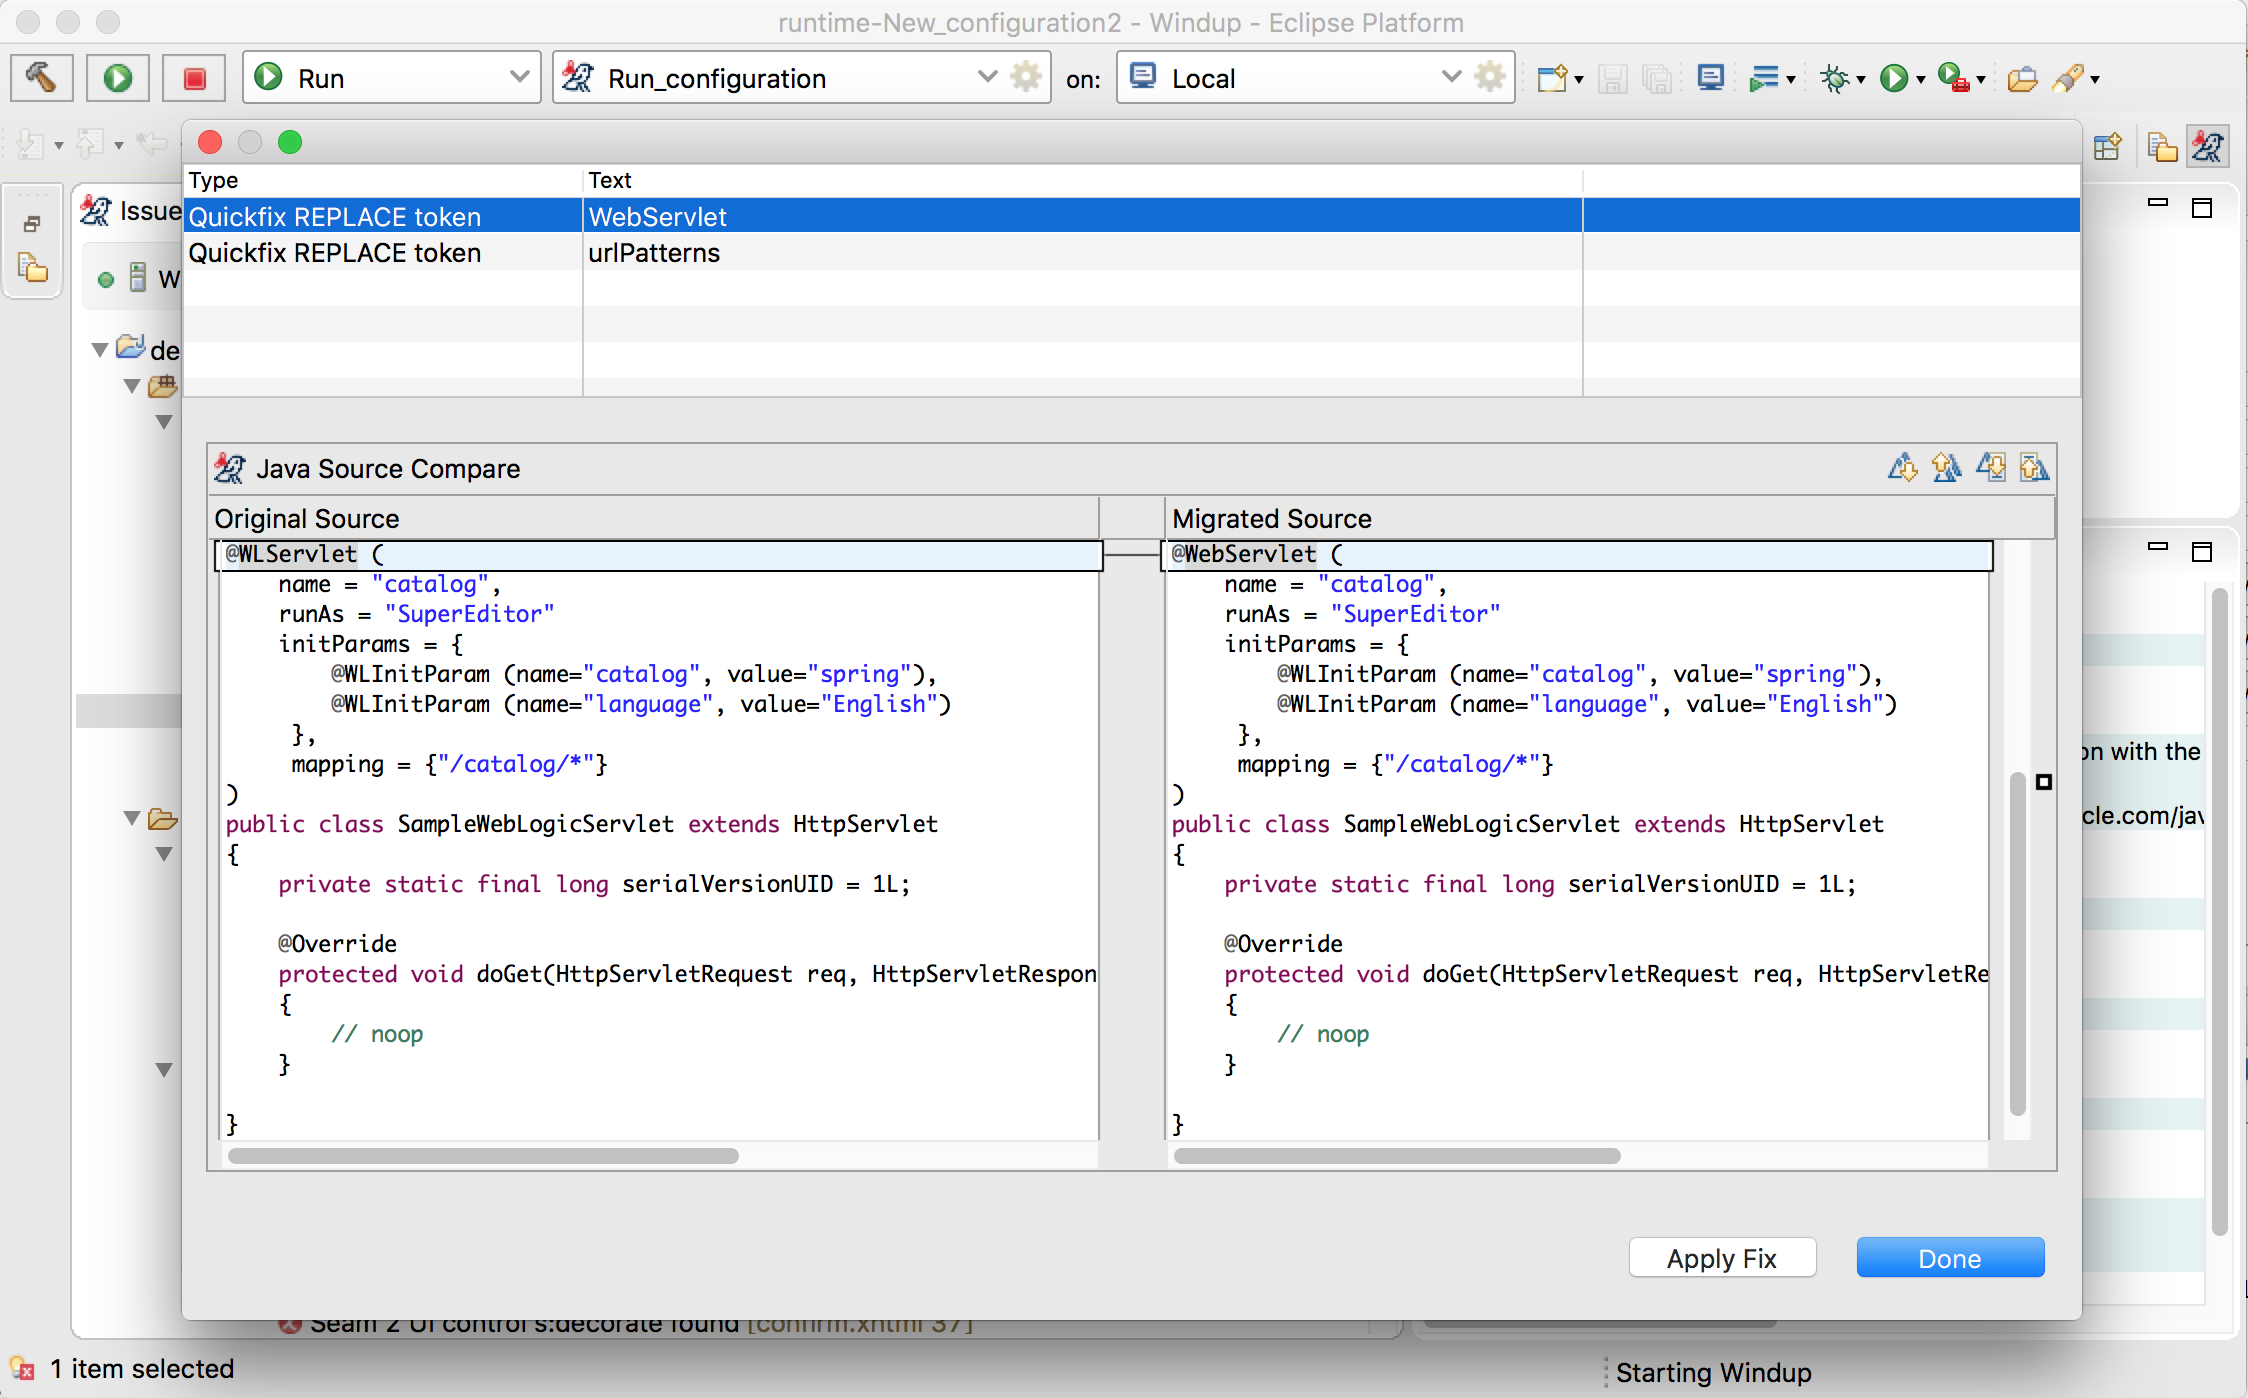 runtime-New_configuration2 - Windup - Eclipse Platform
Run
Run_configuration
on:
Local
Type
Text
Issue
Quickfix REPLACE token
WebServlet
Quickfix REPLACE token
urlPatterns
W
de
Java Source Compare
Original Source
@WLServlet (
name = "catalog",
runAs = "SuperEditor"
initParams = {
@WLInitParam (name="catalog", value="spring"),
@WLInitParam (name="language", value="English")
},
mapping = {"/catalog/*"}
)
public class SampleWebLogicServlet extends HttpServlet
{
private static final long serialVersionUID = 1L;
@Override
protected void doGet(HttpServletRequest req, HttpServletRespon
{
// noop
}
}
Migrated Source
@WebServlet (
name = "catalog",
runAs = "SuperEditor"
initParams = {
@WLInitParam (name="catalog", value="spring"),
@WLInitParam (name="language", value="English")
},
mapping = {"/catalog/*"}
)
public class SampleWebLogicServlet extends HttpServlet
{
private static final long serialVersionUID = 1L;
@Override
protected void doGet(HttpServletRequest req, HttpServletRe
{
// noop
}
}
on with the
cle.com/jav
Apply Fix
Done
Seam 2 UI control s:decorate found [confirm.xhtml 37]
1 item selected
Starting Windup